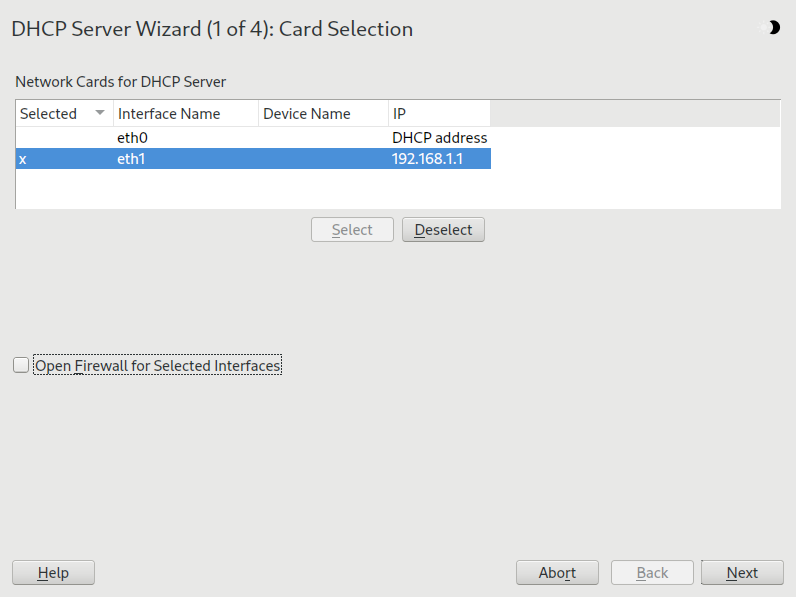 DHCP Server Wizard (1 of 4): Card Selection
Network Cards for DHCP Server
Selected Interface Name Device Name IP
eth0 DHCP address
x eth1 192.168.1.1
Select Deselect
Open Firewall for Selected Interfaces
Help Abort Back Next